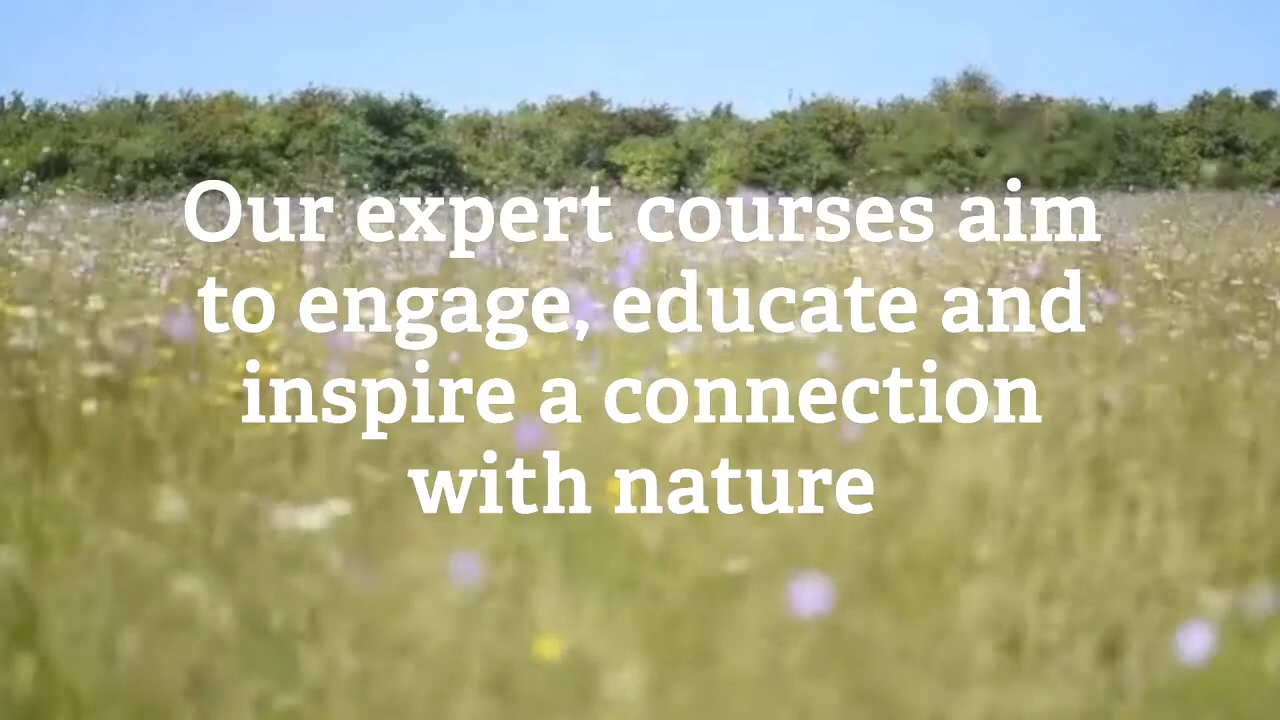 Our expert courses aim
to engage, educate and
inspire a connection
with nature